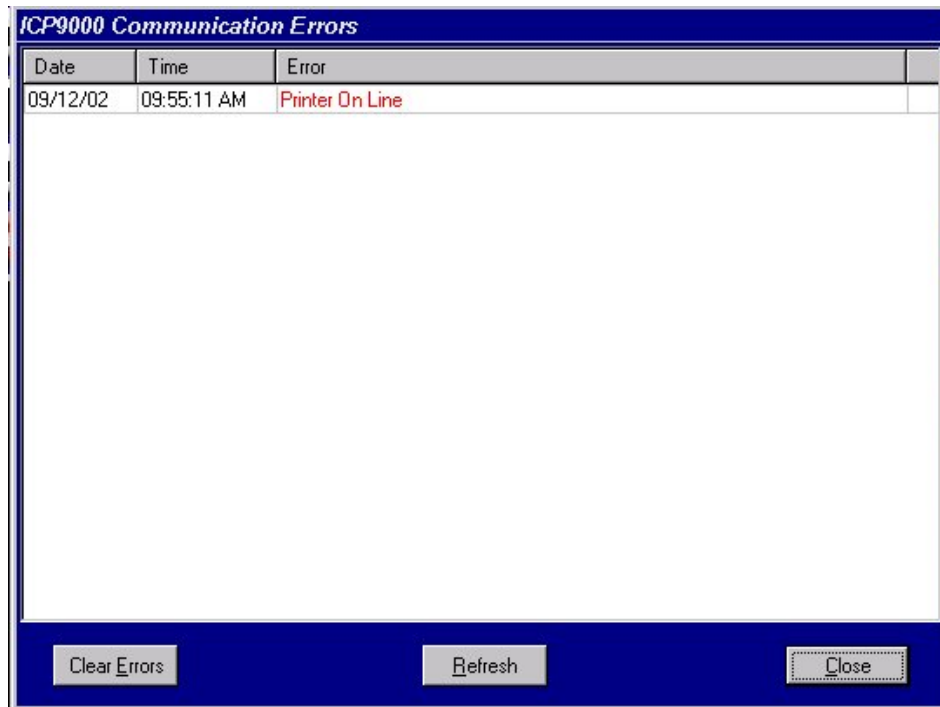 ICP9000 Communication Errors
Date Time Error
09/12/02 09:55:11 AM Printer On Line
Clear Errors Refresh Close